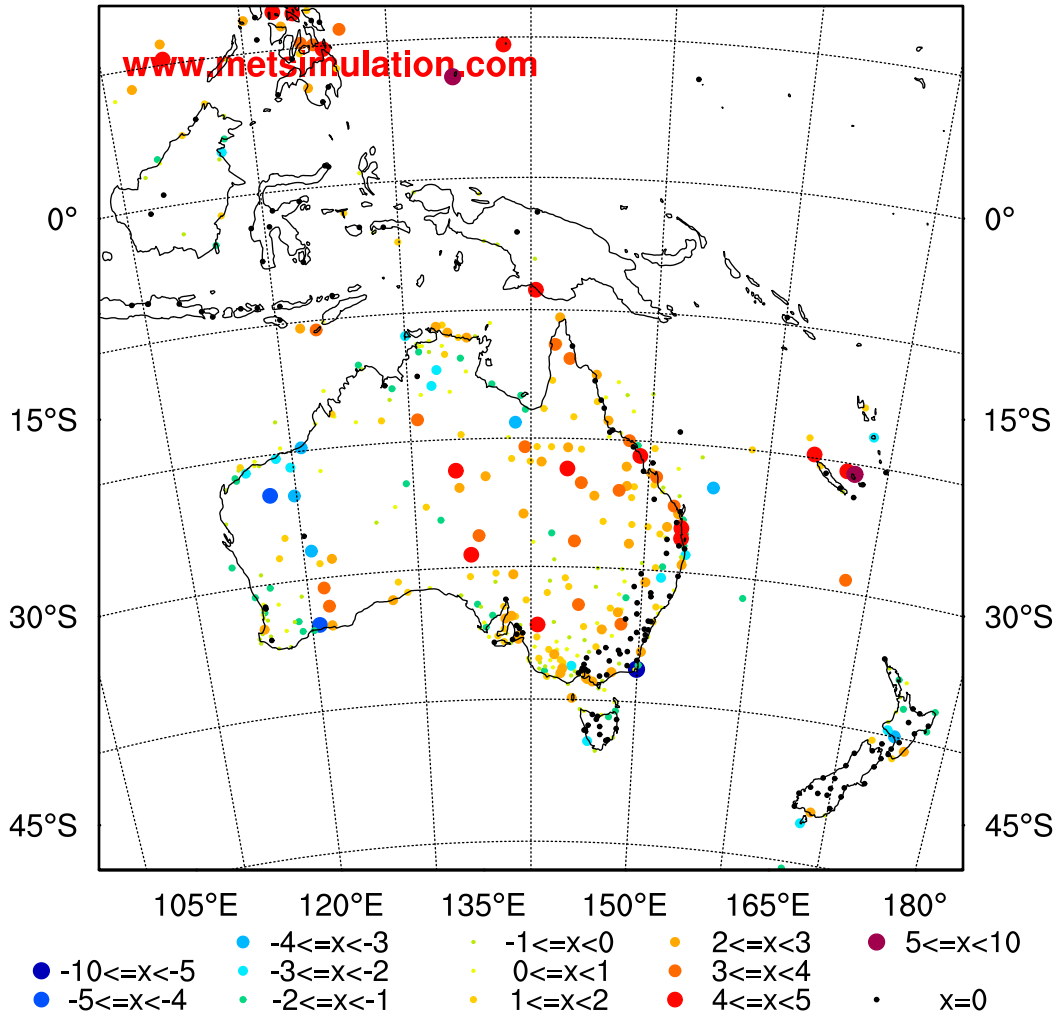 www.metsimulation.com
0° 0°
15°S 15°S
30°S 30°S
45°S 45°S
105°E 120°E 135°E 150°E 165°E 180°
-4<=x<-3 -1<=x<0 2<=x<3 5<=x<10
-10<=x<-5 -3<=x<-2 0<=x<1 3<=x<4
-5<=x<-4 -2<=x<-1 1<=x<2 4<=x<5 x=0